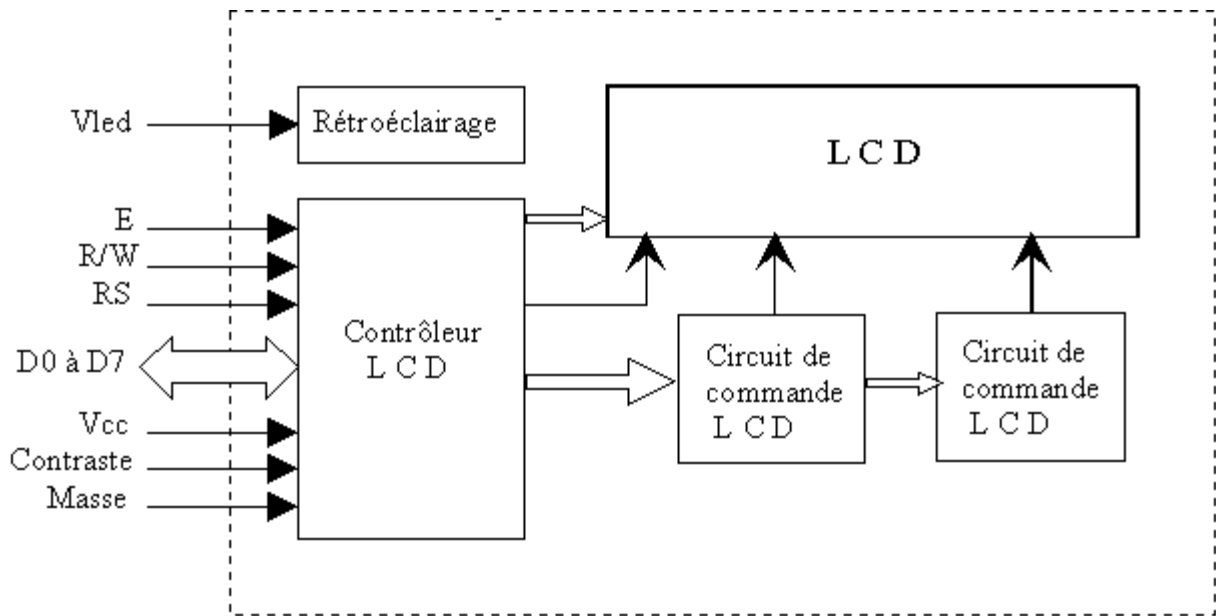 Vled
Rétroéclairage
L C D
E
R/W
RS
D0 à D7
Vcc
Contraste
Masse
Contrôleur
L C D
Circuit de
commande
L C D
Circuit de
commande
L C D